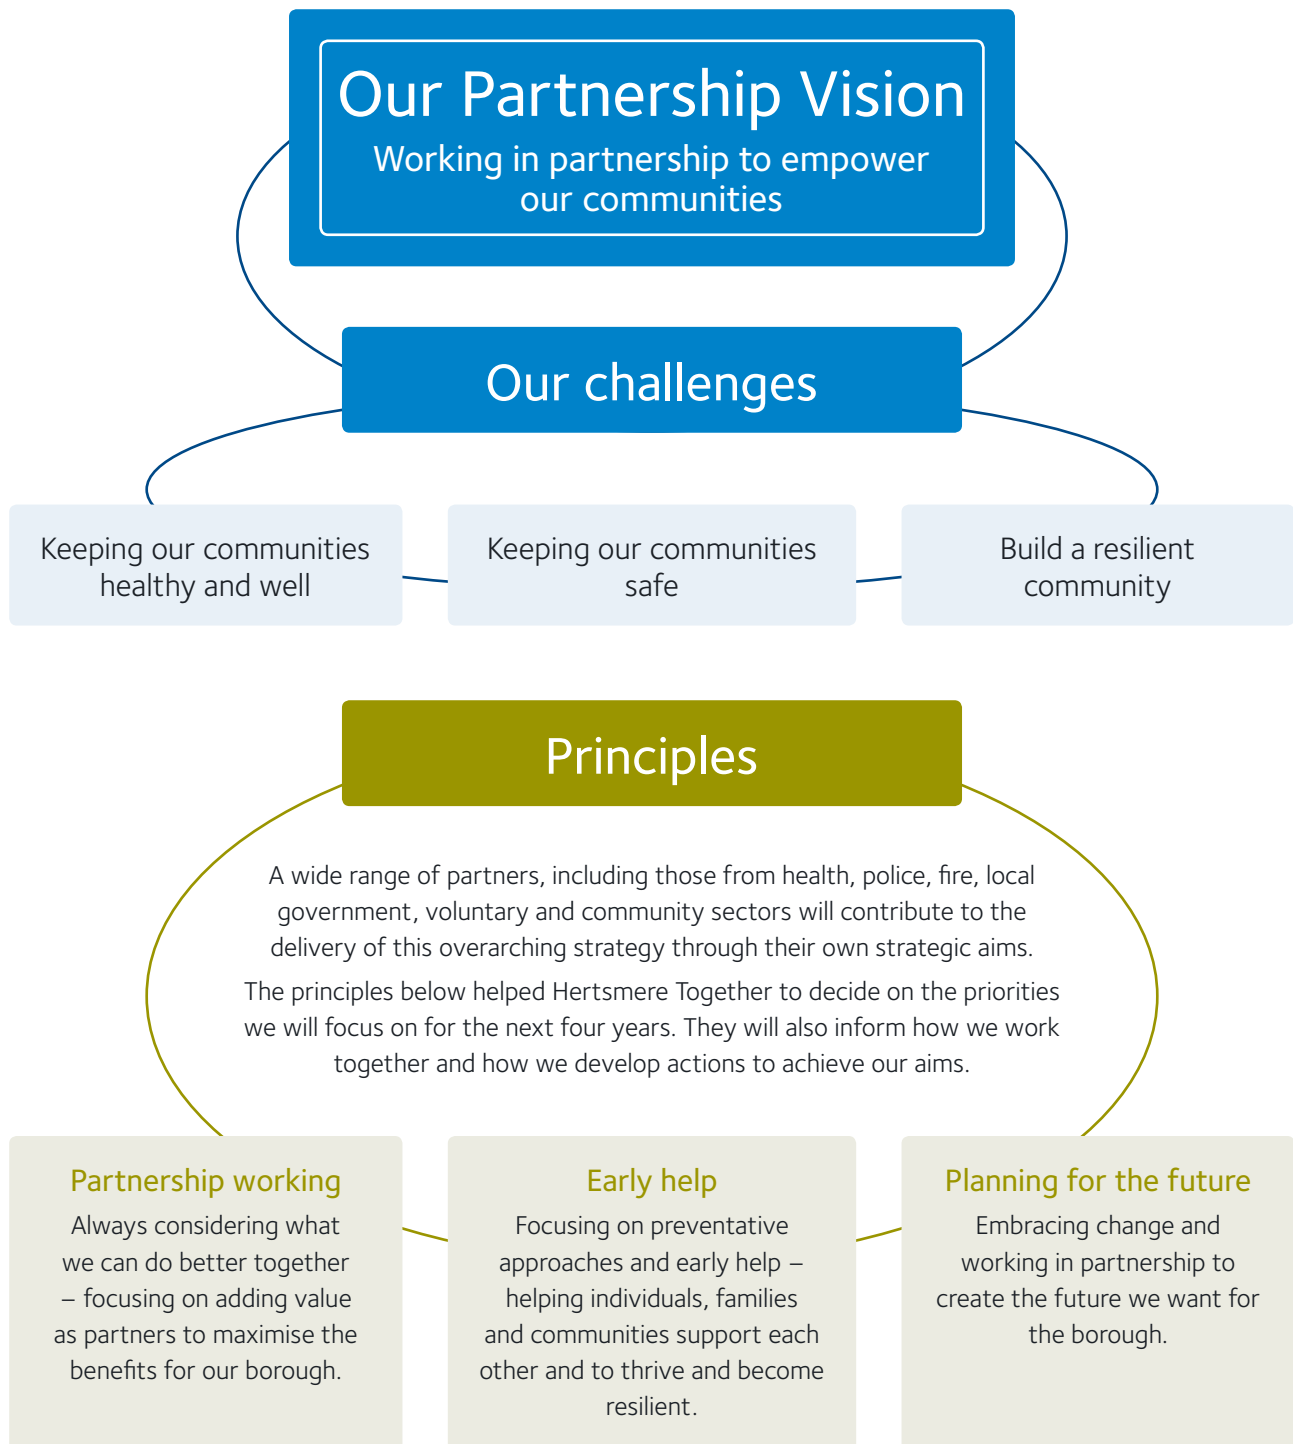 Our Partnership Vision
Working in partnership to empower
our communities
Our challenges
Keeping our communities
healthy and well
Keeping our communities
safe
Build a resilient
community
Principles
A wide range of partners, including those from health, police, fire, local
government, voluntary and community sectors will contribute to the
delivery of this overarching strategy through their own strategic aims.
The principles below helped Hertsmere Together to decide on the priorities
we will focus on for the next four years. They will also inform how we work
together and how we develop actions to achieve our aims.
Partnership working
Always considering what
we can do better together
– focusing on adding value
as partners to maximise the
benefits for our borough.
Early help
Focusing on preventative
approaches and early help –
helping individuals, families
and communities support each
other and to thrive and become
resilient.
Planning for the future
Embracing change and
working in partnership to
create the future we want for
the borough.